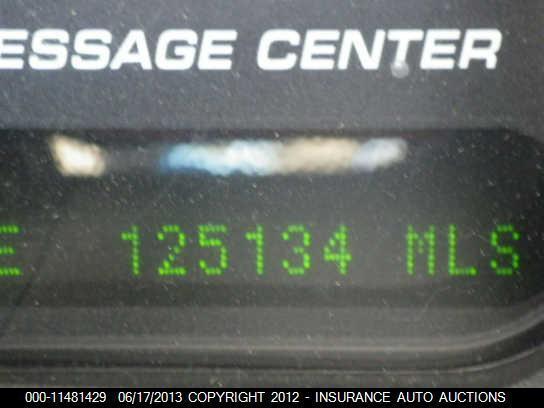 ESSAGE CENTER
E 125134 MLS
000-11481429 06/17/2013 COPYRIGHT 2012 - INSURANCE AUTO AUCTIONS